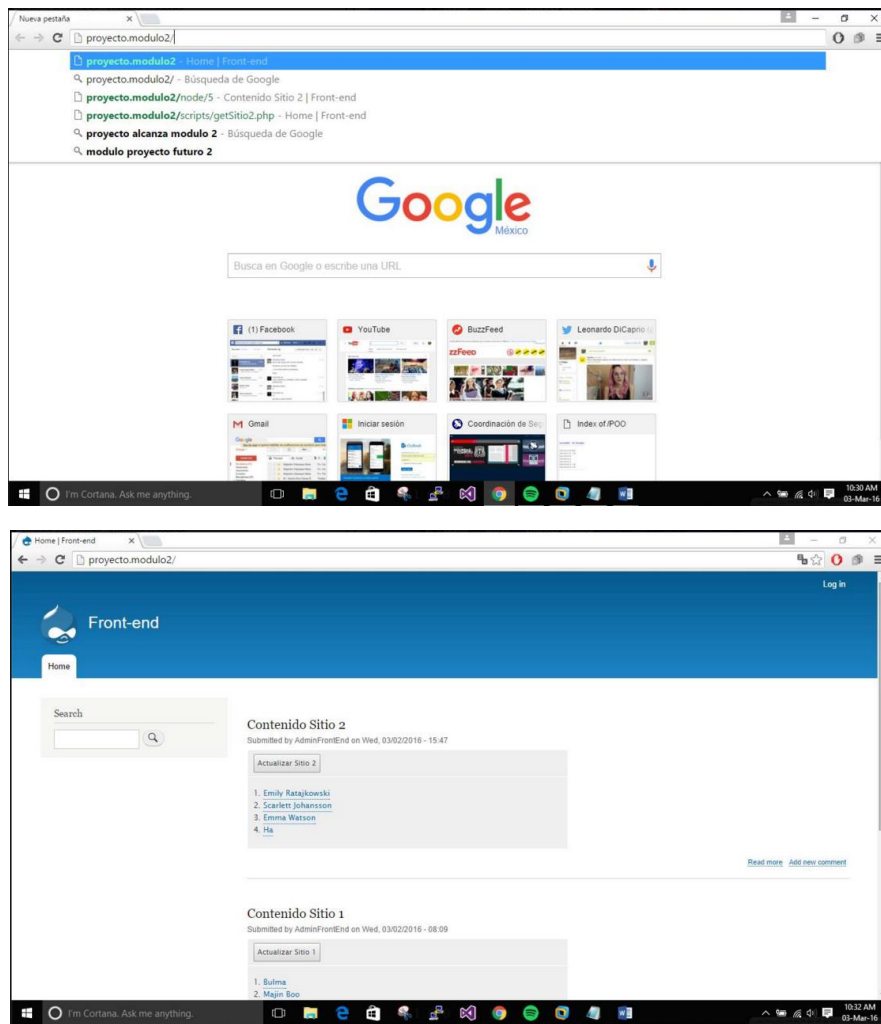 Nueva pestaña
proyecto.modulo2/
proyecto.modulo2 - Home | Front-end
proyecto.modulo2/ - Búsqueda de Google
proyecto.modulo2/node/5 - Contenido Sitio 2 | Front-end
proyecto.modulo2/scripts/getSitio2.php - Home | Front-end
proyecto alcanza modulo 2 - Búsqueda de Google
modulo proyecto futuro 2
Google
México
Busca en Google o escribe una URL
(1) Facebook YouTube BuzzFeed Leonardo DiCaprio
Gmail Iniciar sesión Coordinación de Seg Index of /POO
I'm Cortana. Ask me anything.
10:30 AM
03-Mar-16
Home | Front-end
proyecto.modulo2/
Log in
Front-end
Home
Search
Contenido Sitio 2
Submitted by AdminFrontEnd on Wed, 03/02/2016 - 15:47
Actualizar Sitio 2
1. Emily Ratajkowski
2. Scarlett Johansson
3. Emma Watson
4. Ha
Read more Add new comment
Contenido Sitio 1
Submitted by AdminFrontEnd on Wed, 03/02/2016 - 08:09
Actualizar Sitio 1
1. Bulma
2. Majin Boo
I'm Cortana. Ask me anything.
10:32 AM
03-Mar-16